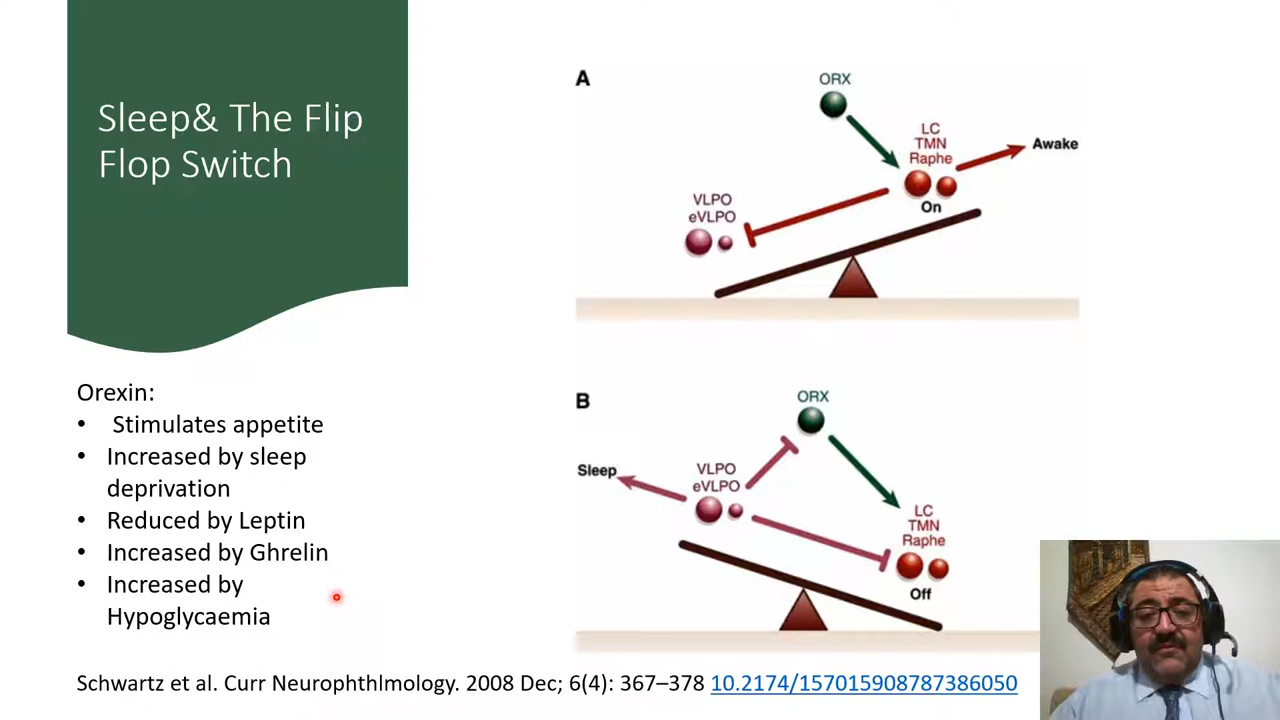 Sleep& The Flip
Flop Switch
Orexin:
• Stimulates appetite
• Increased by sleep
deprivation
• Reduced by Leptin
• Increased by Ghrelin
• Increased by
Hypoglycaemia
A
ORX
LC
TMN
Raphe
Awake
On
VLPO
eVLPO
B
ORX
Sleep
VLPO
eVLPO
LC
TMN
Raphe
Off
Schwartz et al. Curr Neurophthlmology. 2008 Dec; 6(4): 367–378 10.2174/157015908787386050